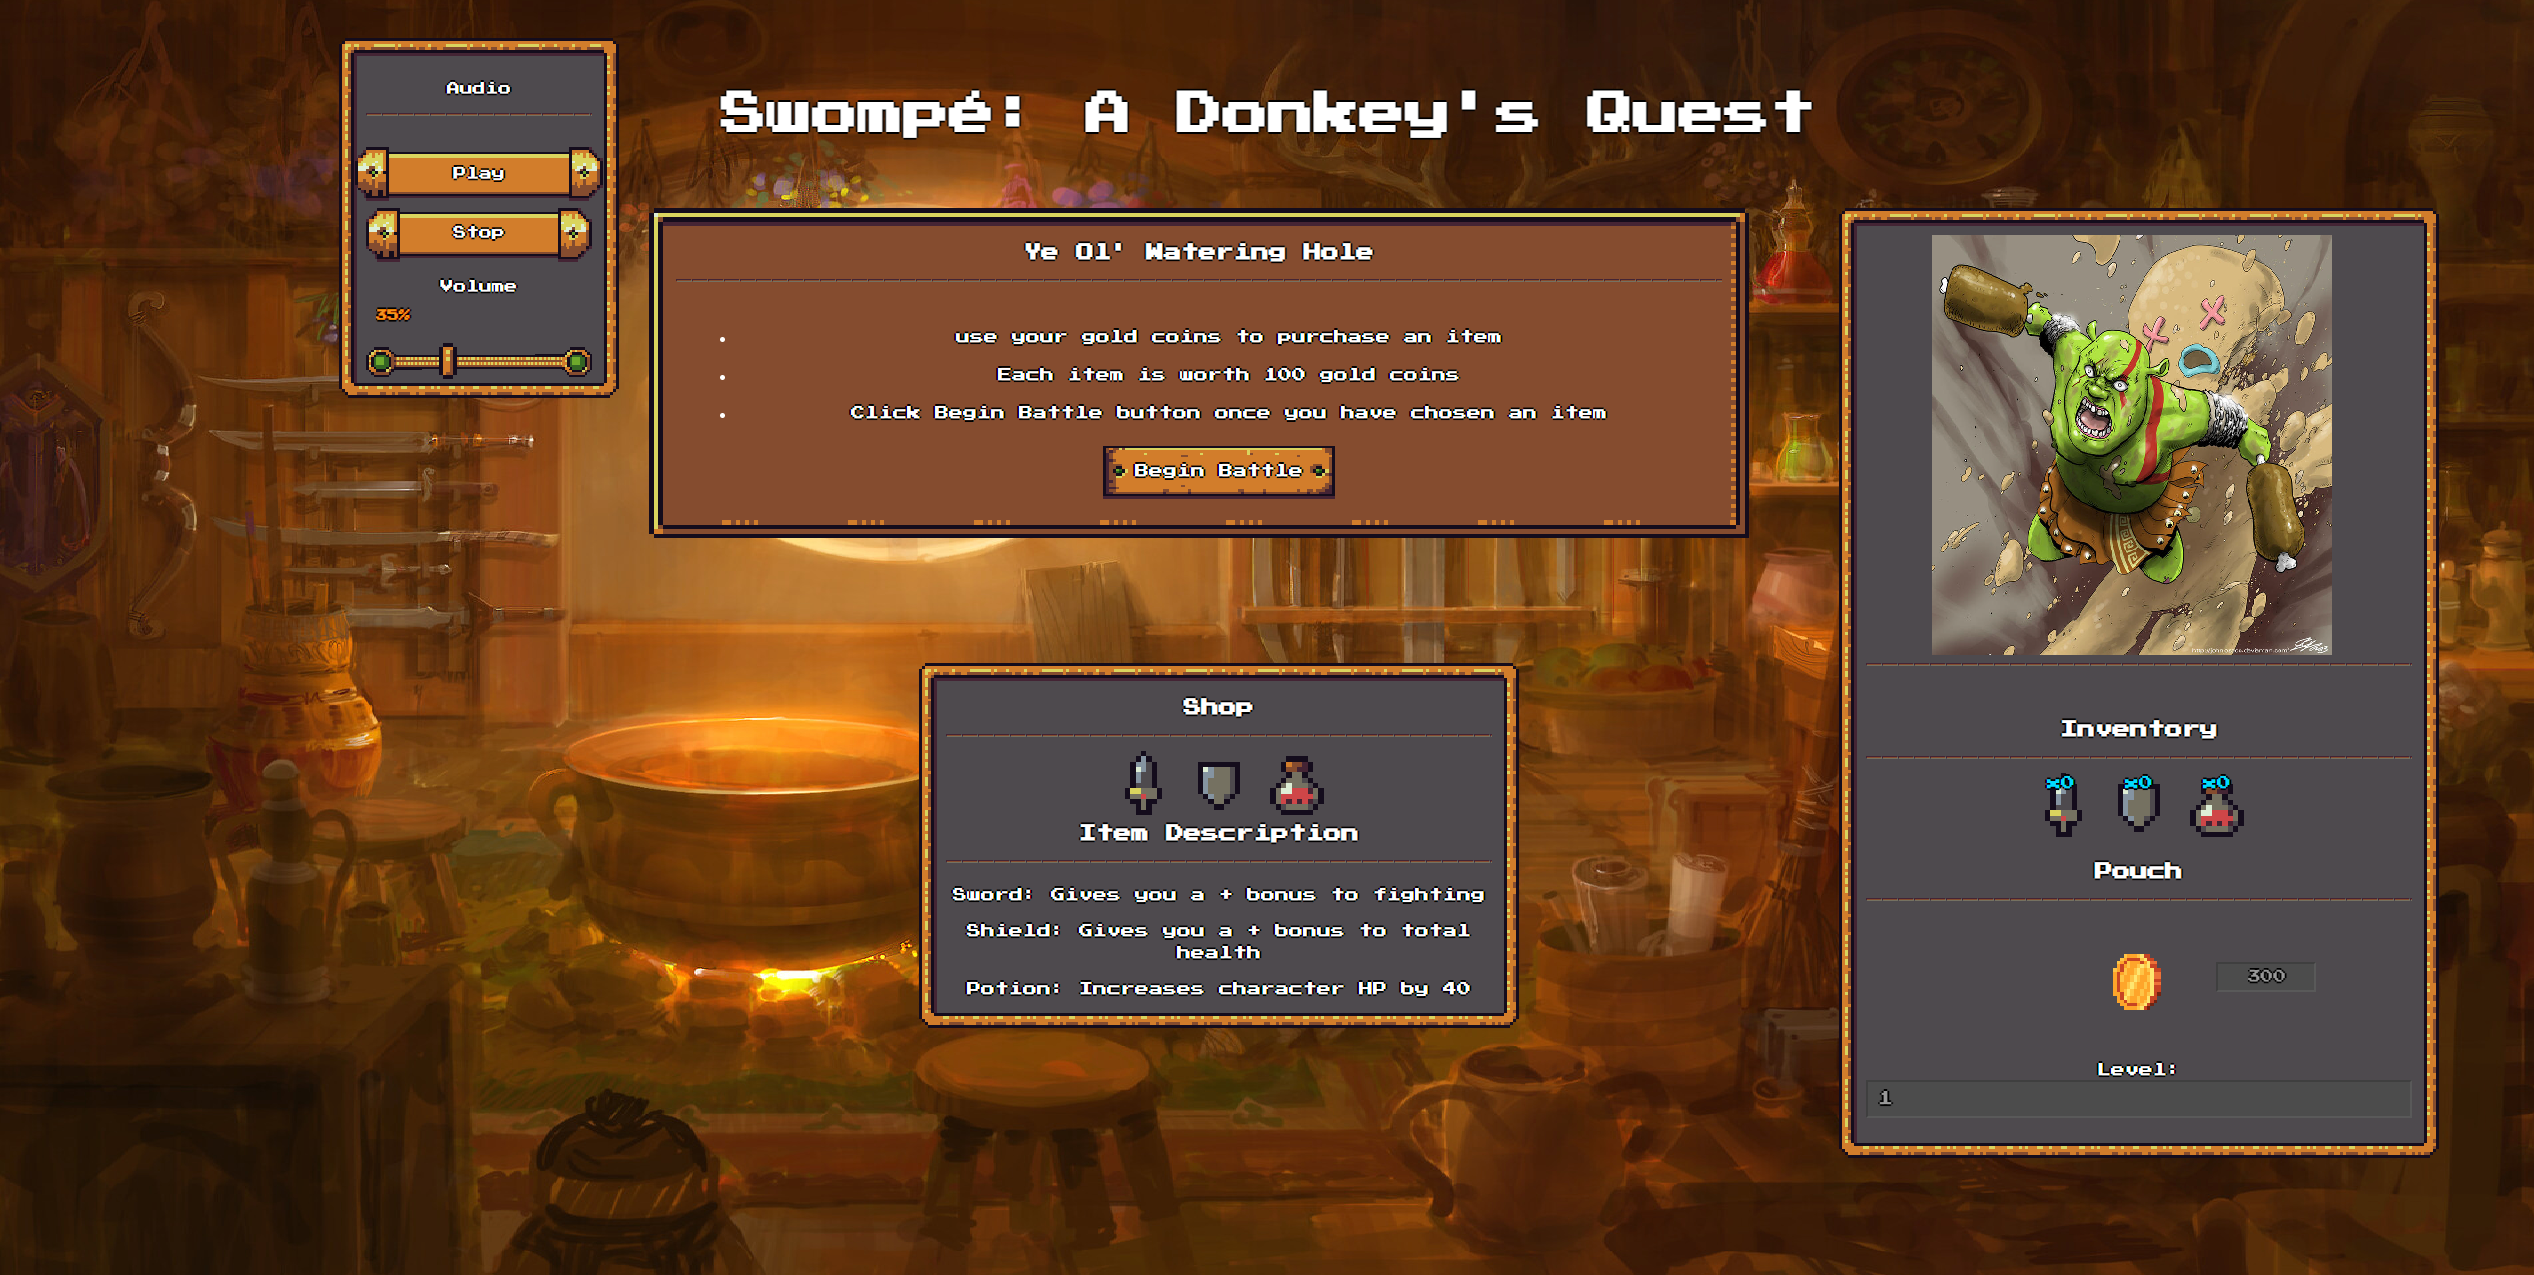 Audio
Play
Stop
Volume
35%
Swompé: A Donkey's Quest
Ye Ol' Watering Hole
use your gold coins to purchase an item
Each item is worth 100 gold coins
Click Begin Battle button once you have chosen an item
Begin Battle
Shop
Item Description
Sword: Gives you a + bonus to fighting
Shield: Gives you a + bonus to total
health
Potion: Increases character HP by 40
Inventory
x0 x0 x0
Pouch
300
Level:
1